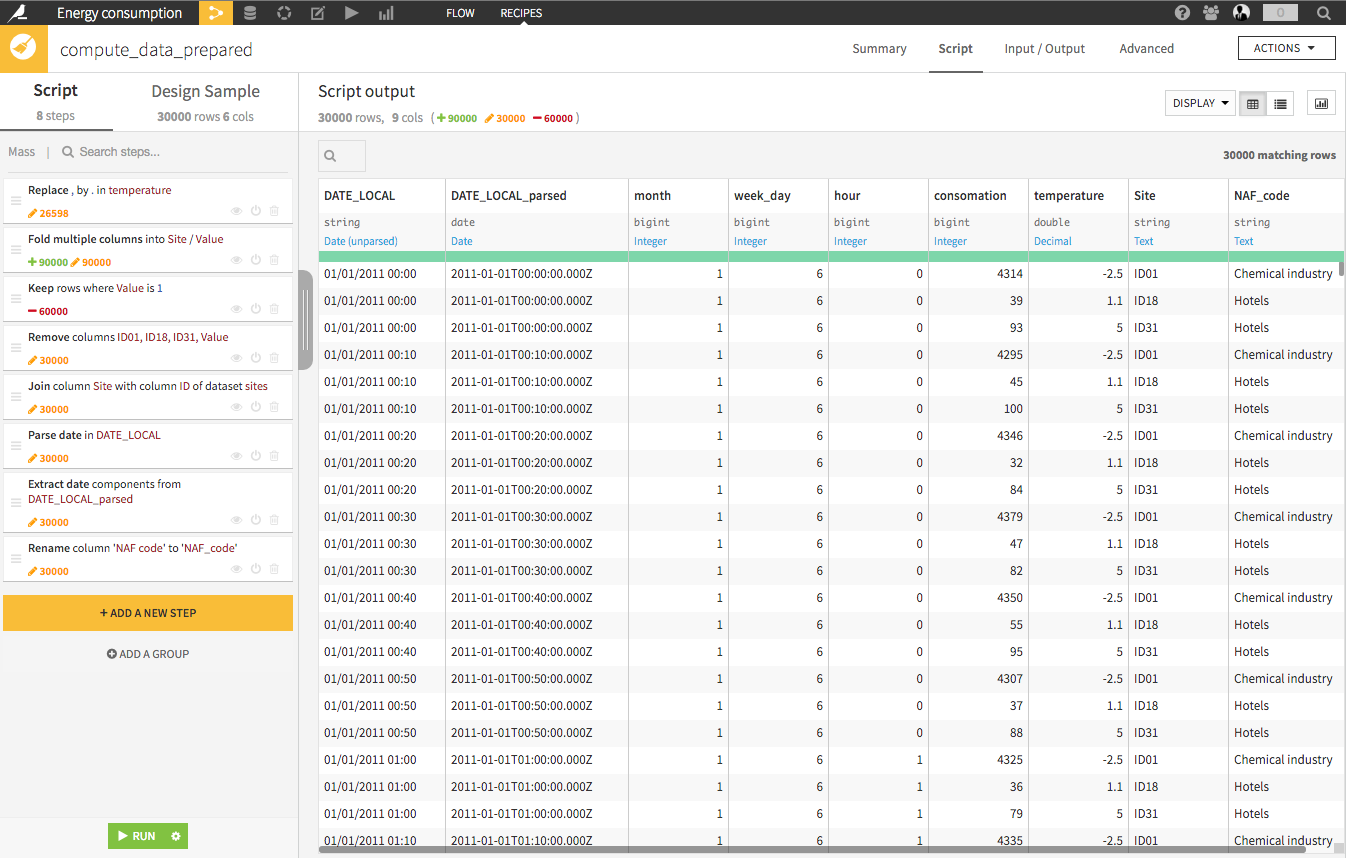 Energy consumption FLOW RECIPES 0
compute_data_prepared Summary Script Input / Output Advanced ACTIONS
Script Design Sample
8 steps 30000 rows 6 cols
Script output
30000 rows, 9 cols ( +90000 30000 −60000 )
DISPLAY
Mass | Search steps...
30000 matching rows
Replace , by . in temperature
26598
Fold multiple columns into Site / Value
+90000 90000
Keep rows where Value is 1
−60000
Remove columns ID01, ID18, ID31, Value
30000
Join column Site with column ID of dataset sites
30000
Parse date in DATE_LOCAL
30000
Extract date components from
DATE_LOCAL_parsed
30000
Rename column 'NAF code' to 'NAF_code'
30000
+ ADD A NEW STEP
ADD A GROUP
RUN
DATE_LOCAL DATE_LOCAL_parsed month week_day hour consomation temperature Site NAF_code
string date bigint bigint bigint bigint double string string
Date (unparsed) Date Integer Integer Integer Integer Decimal Text Text
01/01/2011 00:00 2011-01-01T00:00:00.000Z 1 6 0 4314 -2.5 ID01 Chemical industry
01/01/2011 00:00 2011-01-01T00:00:00.000Z 1 6 0 39 1.1 ID18 Hotels
01/01/2011 00:00 2011-01-01T00:00:00.000Z 1 6 0 93 5 ID31 Hotels
01/01/2011 00:10 2011-01-01T00:10:00.000Z 1 6 0 4295 -2.5 ID01 Chemical industry
01/01/2011 00:10 2011-01-01T00:10:00.000Z 1 6 0 45 1.1 ID18 Hotels
01/01/2011 00:10 2011-01-01T00:10:00.000Z 1 6 0 100 5 ID31 Hotels
01/01/2011 00:20 2011-01-01T00:20:00.000Z 1 6 0 4346 -2.5 ID01 Chemical industry
01/01/2011 00:20 2011-01-01T00:20:00.000Z 1 6 0 32 1.1 ID18 Hotels
01/01/2011 00:20 2011-01-01T00:20:00.000Z 1 6 0 84 5 ID31 Hotels
01/01/2011 00:30 2011-01-01T00:30:00.000Z 1 6 0 4379 -2.5 ID01 Chemical industry
01/01/2011 00:30 2011-01-01T00:30:00.000Z 1 6 0 47 1.1 ID18 Hotels
01/01/2011 00:30 2011-01-01T00:30:00.000Z 1 6 0 82 5 ID31 Hotels
01/01/2011 00:40 2011-01-01T00:40:00.000Z 1 6 0 4350 -2.5 ID01 Chemical industry
01/01/2011 00:40 2011-01-01T00:40:00.000Z 1 6 0 55 1.1 ID18 Hotels
01/01/2011 00:40 2011-01-01T00:40:00.000Z 1 6 0 95 5 ID31 Hotels
01/01/2011 00:50 2011-01-01T00:50:00.000Z 1 6 0 4307 -2.5 ID01 Chemical industry
01/01/2011 00:50 2011-01-01T00:50:00.000Z 1 6 0 37 1.1 ID18 Hotels
01/01/2011 00:50 2011-01-01T00:50:00.000Z 1 6 0 88 5 ID31 Hotels
01/01/2011 01:00 2011-01-01T01:00:00.000Z 1 6 1 4325 -2.5 ID01 Chemical industry
01/01/2011 01:00 2011-01-01T01:00:00.000Z 1 6 1 36 1.1 ID18 Hotels
01/01/2011 01:00 2011-01-01T01:00:00.000Z 1 6 1 79 5 ID31 Hotels
01/01/2011 01:10 2011-01-01T01:10:00.000Z 1 6 1 4335 -2.5 ID01 Chemical industry